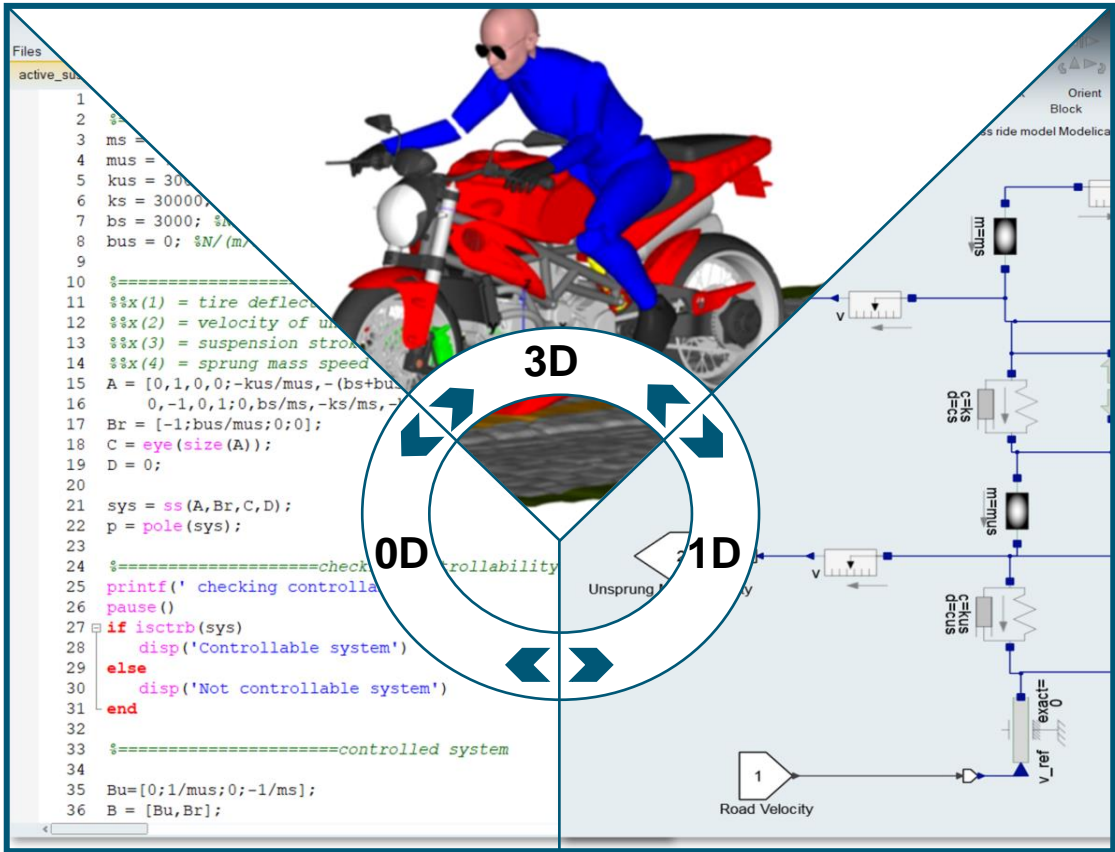 Files
active_sus
1
2 %=
3 ms =
4 mus =
5 kus = 300
6 ks = 30000;
7 bs = 3000; %N
8 bus = 0; %N/(m/
9
10 %====================
11 %%x(1) = tire deflect
12 %%x(2) = velocity of un
13 %%x(3) = suspension strok
14 %%x(4) = sprung mass speed
15 A = [0,1,0,0;-kus/mus,-(bs+bus
16 0,-1,0,1;0,bs/ms,-ks/ms,-
17 Br = [-1;bus/mus;0;0];
18 C = eye(size(A));
19 D = 0;
20
21 sys = ss(A,Br,C,D);
22 p = pole(sys);
23
24 %====================check trollability
25 printf(' checking controlla
26 pause()
27 if isctrb(sys)
28 disp('Controllable system')
29 else
30 disp('Not controllable system')
31 end
32
33 %======================controlled system
34
35 Bu=[0;1/mus;0;-1/ms];
36 B = [Bu,Br];
3D
0D
1D
Orient
Block
ss ride model Modelica
m=ms
v
c=ks
d=cs
m=mus
2
Unsprung
v
c=kus
d=cus
exact=
0
v_ref
1
Road Velocity